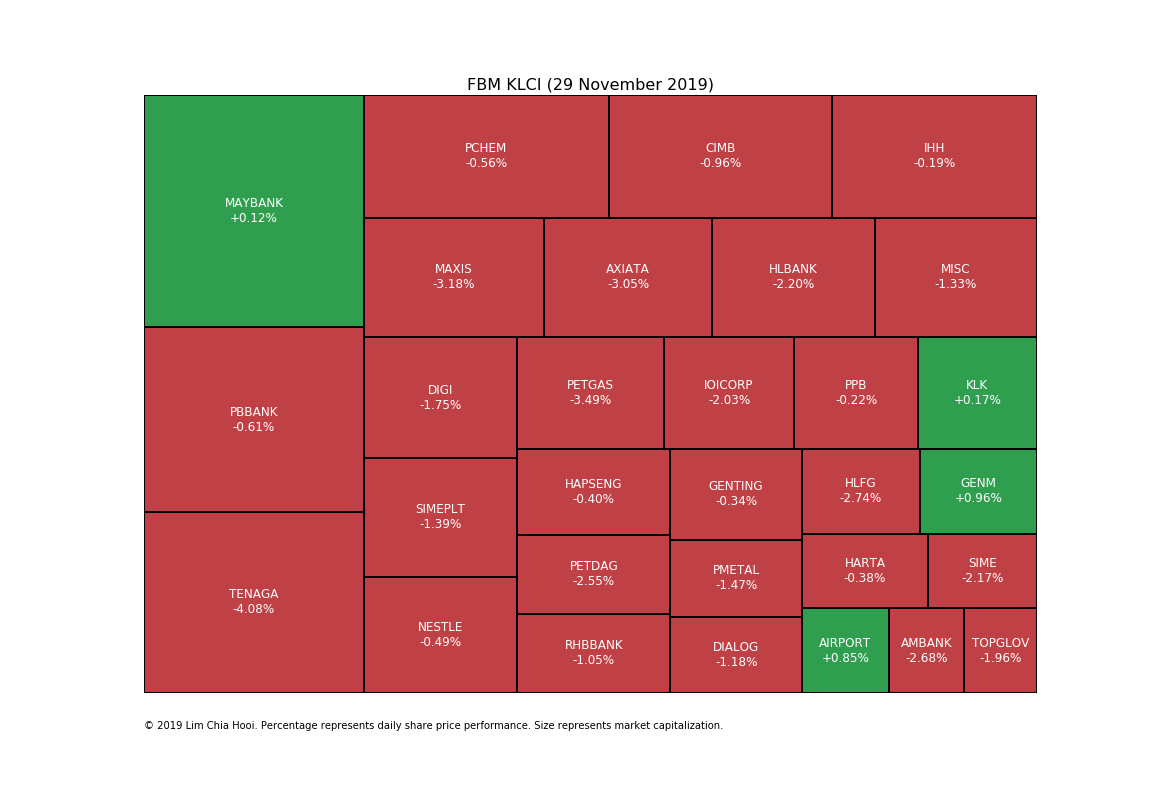 FBM KLCI (29 November 2019)
MAYBANK
+0.12%
PCHEM
-0.56%
CIMB
-0.96%
IHH
-0.19%
MAXIS
-3.18%
AXIATA
-3.05%
HLBANK
-2.20%
MISC
-1.33%
PBBANK
-0.61%
DIGI
-1.75%
PETGAS
-3.49%
IOICORP
-2.03%
PPB
-0.22%
KLK
+0.17%
HAPSENG
-0.40%
GENTING
-0.34%
HLFG
-2.74%
GENM
+0.96%
SIMEPLT
-1.39%
PETDAG
-2.55%
PMETAL
-1.47%
HARTA
-0.38%
SIME
-2.17%
TENAGA
-4.08%
NESTLE
-0.49%
RHBBANK
-1.05%
DIALOG
-1.18%
AIRPORT
+0.85%
AMBANK
-2.68%
TOPGLOV
-1.96%
© 2019 Lim Chia Hooi. Percentage represents daily share price performance. Size represents market capitalization.